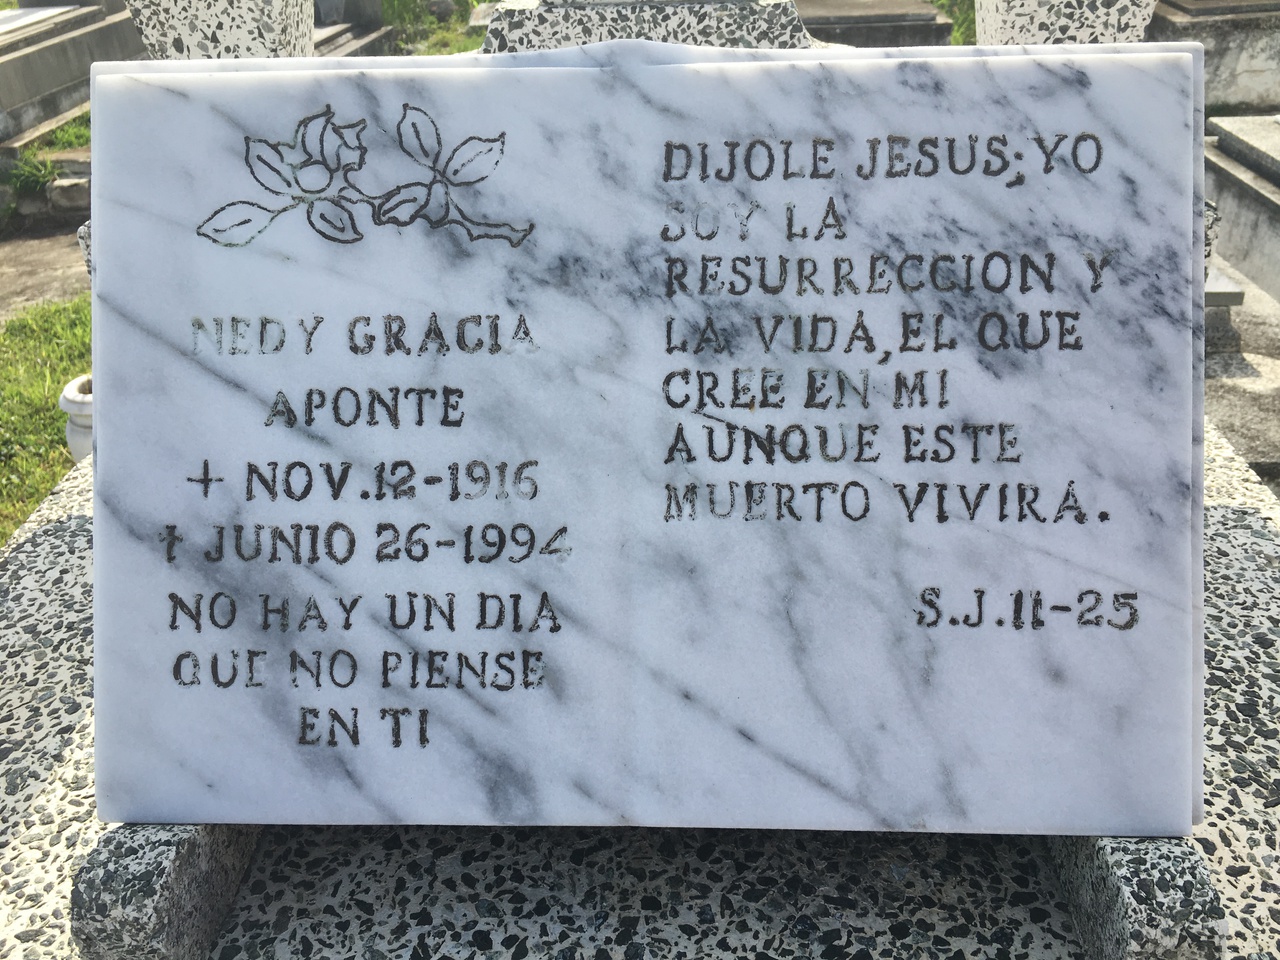 NEDY GRACIA
APONTE
+ NOV.12-1916
† JUNIO 26-1994
NO HAY UN DIA
QUE NO PIENSE
EN TI
DIJOLE JESUS; YO
SOY LA
RESURRECCION Y
LA VIDA, EL QUE
CREE EN MI
AUNQUE ESTE
MUERTO VIVIRA.
S.J.11-25